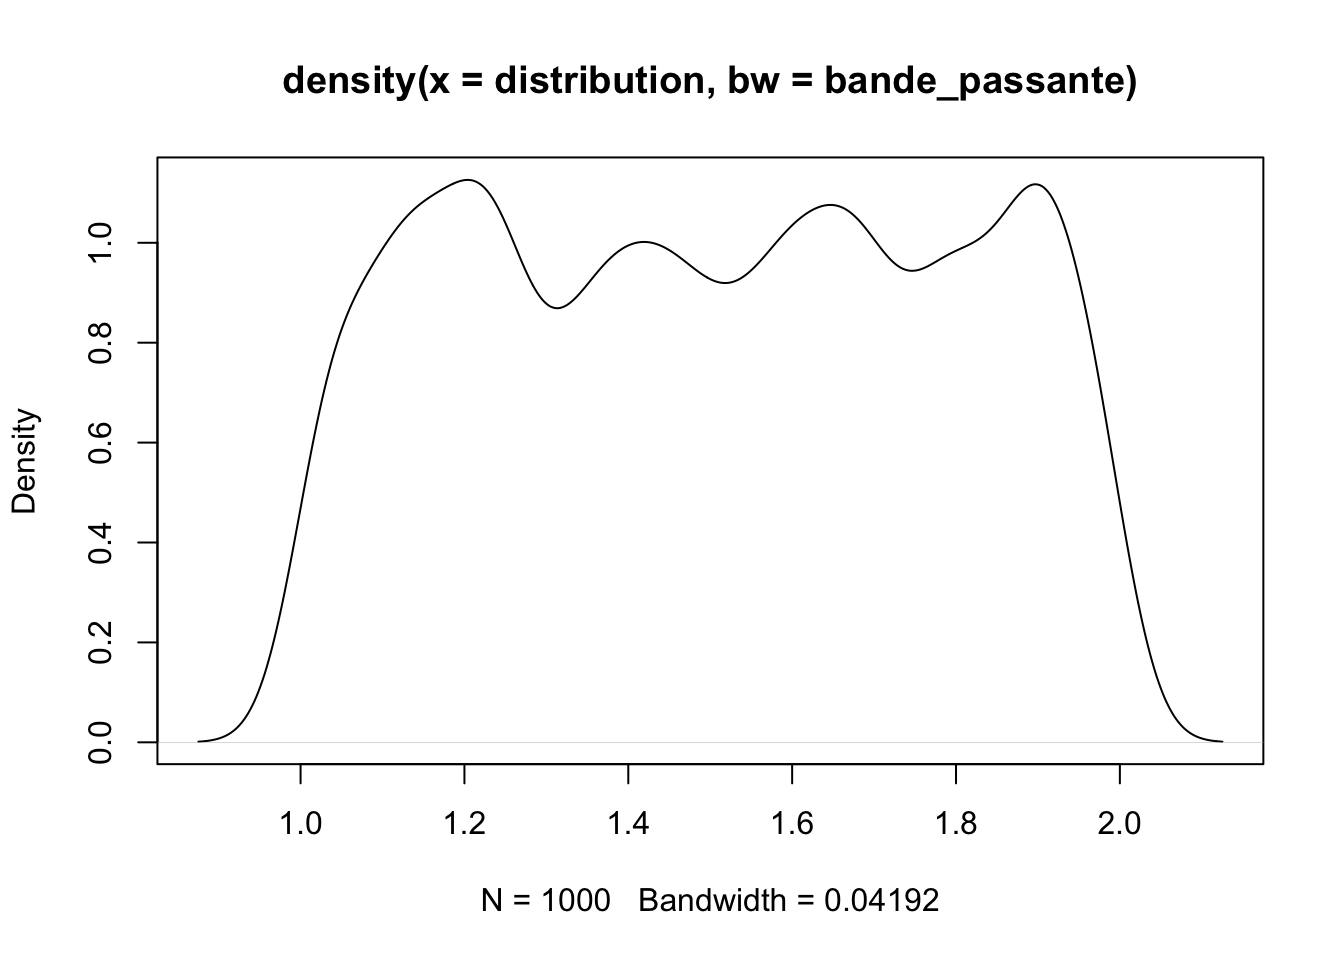 density(x = distribution, bw = bande_passante)
Density
1.0
0.8
0.6
0.4
0.2
0.0
1.0 1.2 1.4 1.6 1.8 2.0
N = 1000 Bandwidth = 0.04192